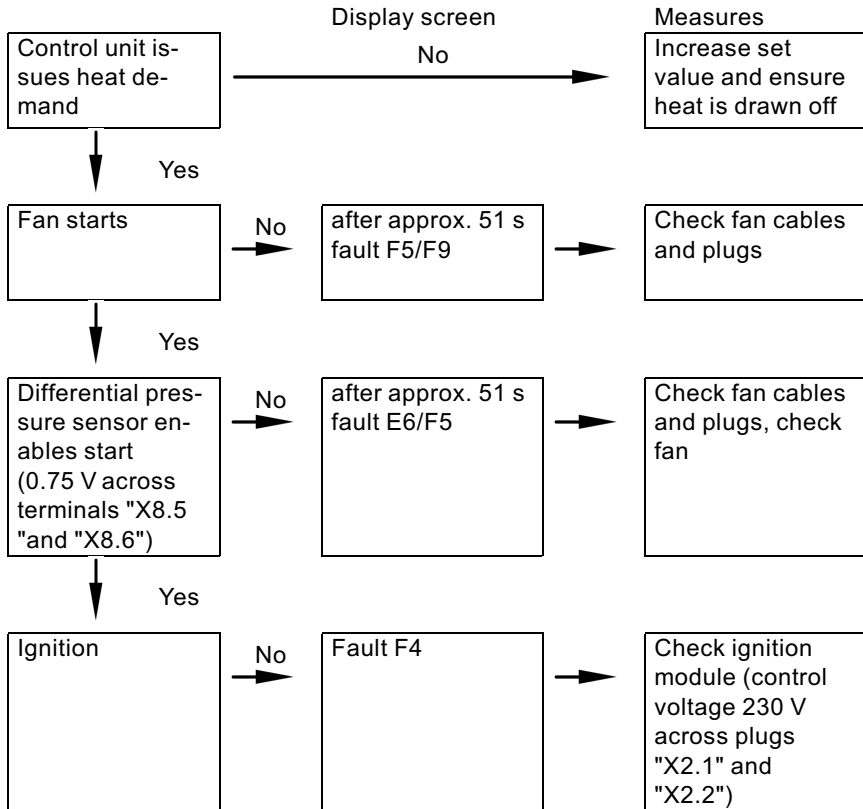 Display screen
Measures
Control unit is-
sues heat de-
mand
No
Increase set
value and ensure
heat is drawn off
Yes
Fan starts
No
after approx. 51 s
fault F5/F9
Check fan cables
and plugs
Yes
Differential pres-
sure sensor en-
ables start
(0.75 V across
terminals "X8.5
"and "X8.6")
No
after approx. 51 s
fault E6/F5
Check fan cables
and plugs, check
fan
Yes
Ignition
No
Fault F4
Check ignition
module (control
voltage 230 V
across plugs
"X2.1" and
"X2.2")